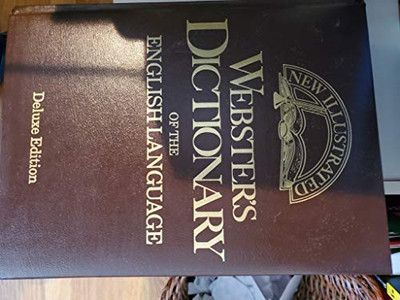 NEW ILLUSTRATED
WEBSTER'S
DICTIONARY
OF THE
ENGLISH LANGUAGE
Deluxe Edition